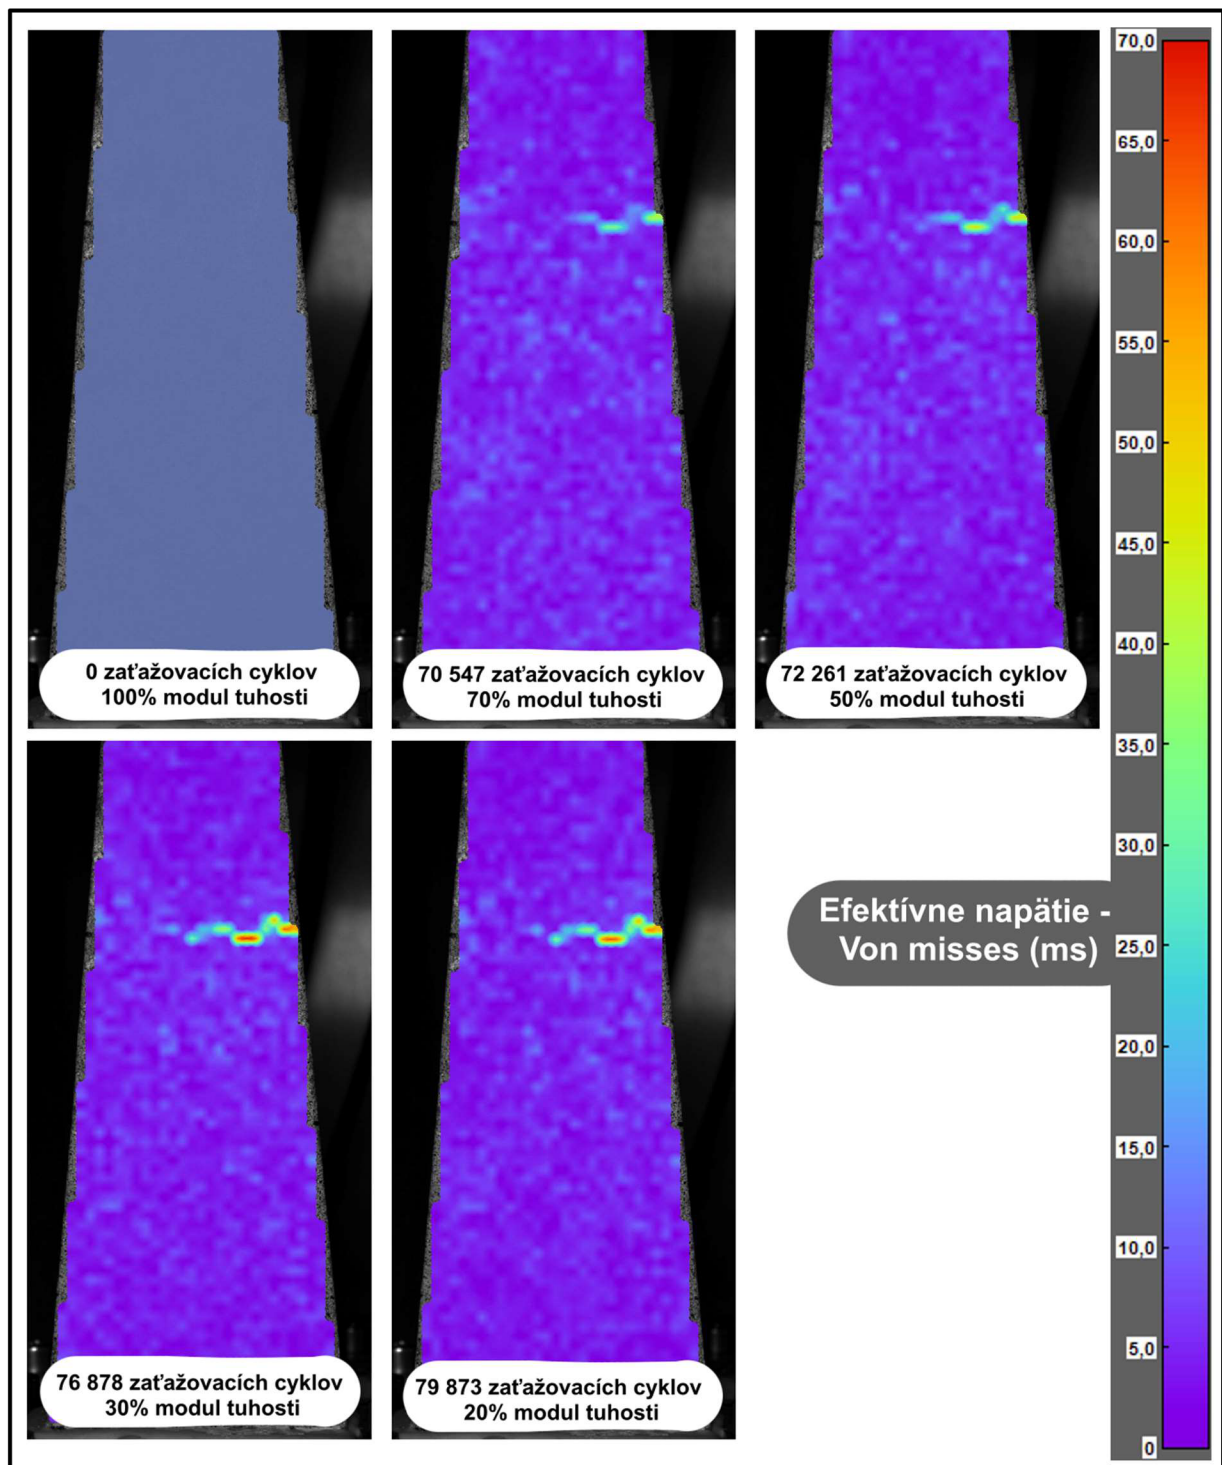 0 zaťažovacích cyklov
100% modul tuhosti
70 547 zaťažovacích cyklov
70% modul tuhosti
72 261 zaťažovacích cyklov
50% modul tuhosti
76 878 zaťažovacích cyklov
30% modul tuhosti
79 873 zaťažovacích cyklov
20% modul tuhosti
Efektívne napätie -
Von misses (ms)
70,0
65,0
60,0
55,0
50,0
45,0
40,0
35,0
30,0
25,0
20,0
15,0
10,0
5,0
0